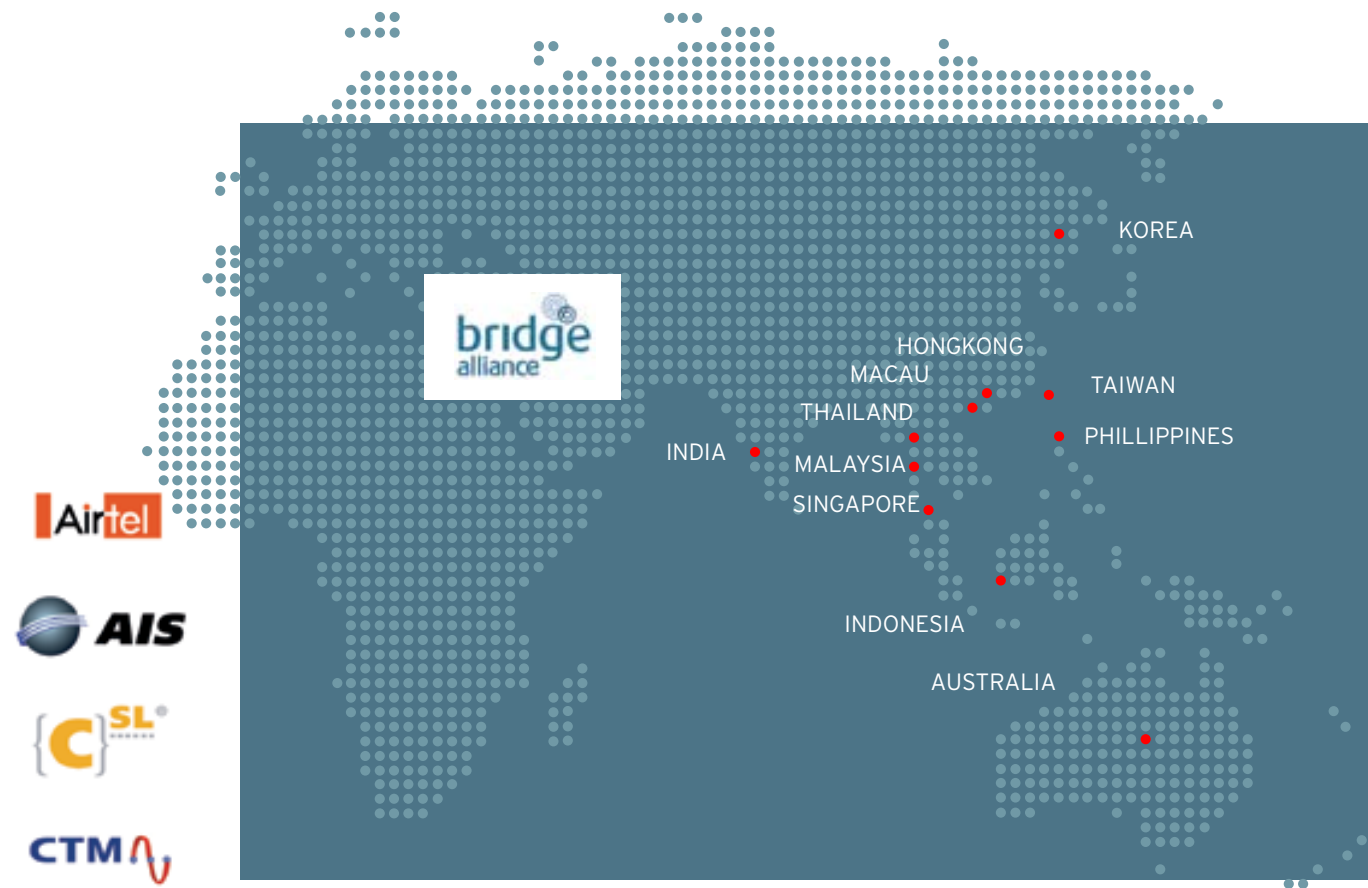 KOREA
bridge
alliance
HONGKONG
MACAU
TAIWAN
THAILAND
PHILLIPPINES
INDIA
MALAYSIA
SINGAPORE
Airtel
AIS
INDONESIA
AUSTRALIA
{C}SL
CTM